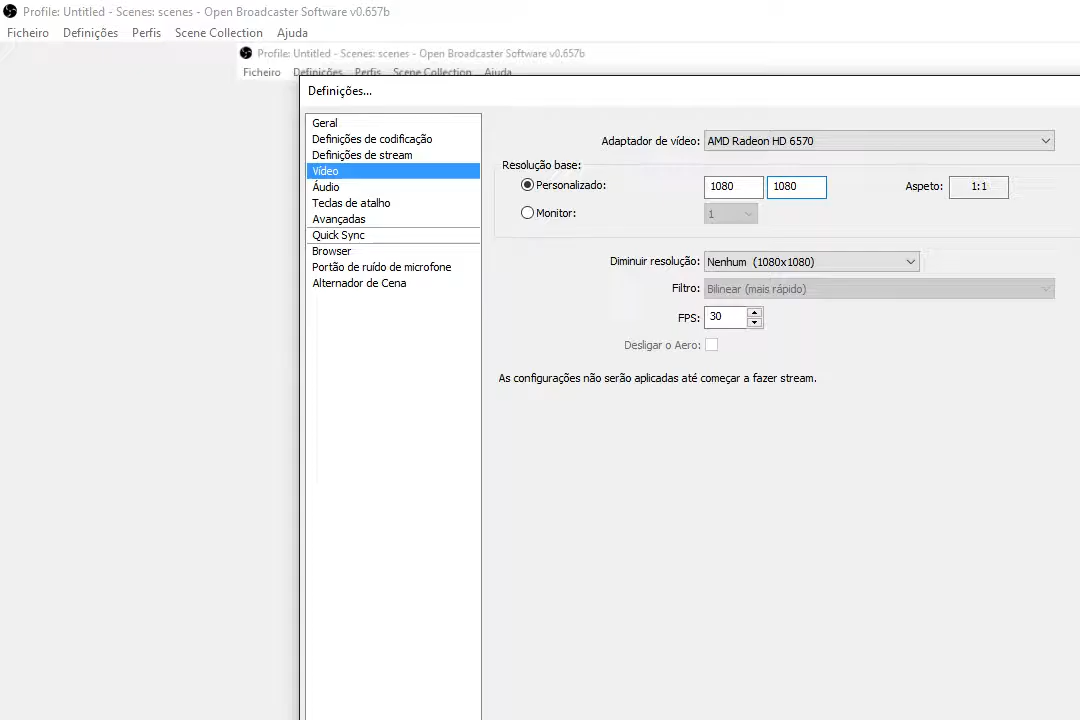 Profile: Untitled - Scenes: scenes - Open Broadcaster Software v0.657b
Ficheiro Definições Perfis Scene Collection Ajuda
Profile: Untitled - Scenes: scenes - Open Broadcaster Software v0.657b
Ficheiro Definições Perfis Scene Collection Ajuda
Definições...
Geral
Definições de codificação
Definições de stream
Vídeo
Áudio
Teclas de atalho
Avançadas
Quick Sync
Browser
Portão de ruído de microfone
Alternador de Cena
Adaptador de vídeo: AMD Radeon HD 6570
Resolução base:
Personalizado: 1080 1080 Aspeto: 1:1
Monitor: 1
Diminuir resolução: Nenhum (1080x1080)
Filtro: Bilinear (mais rápido)
FPS: 30
Desligar o Aero:
As configurações não serão aplicadas até começar a fazer stream.